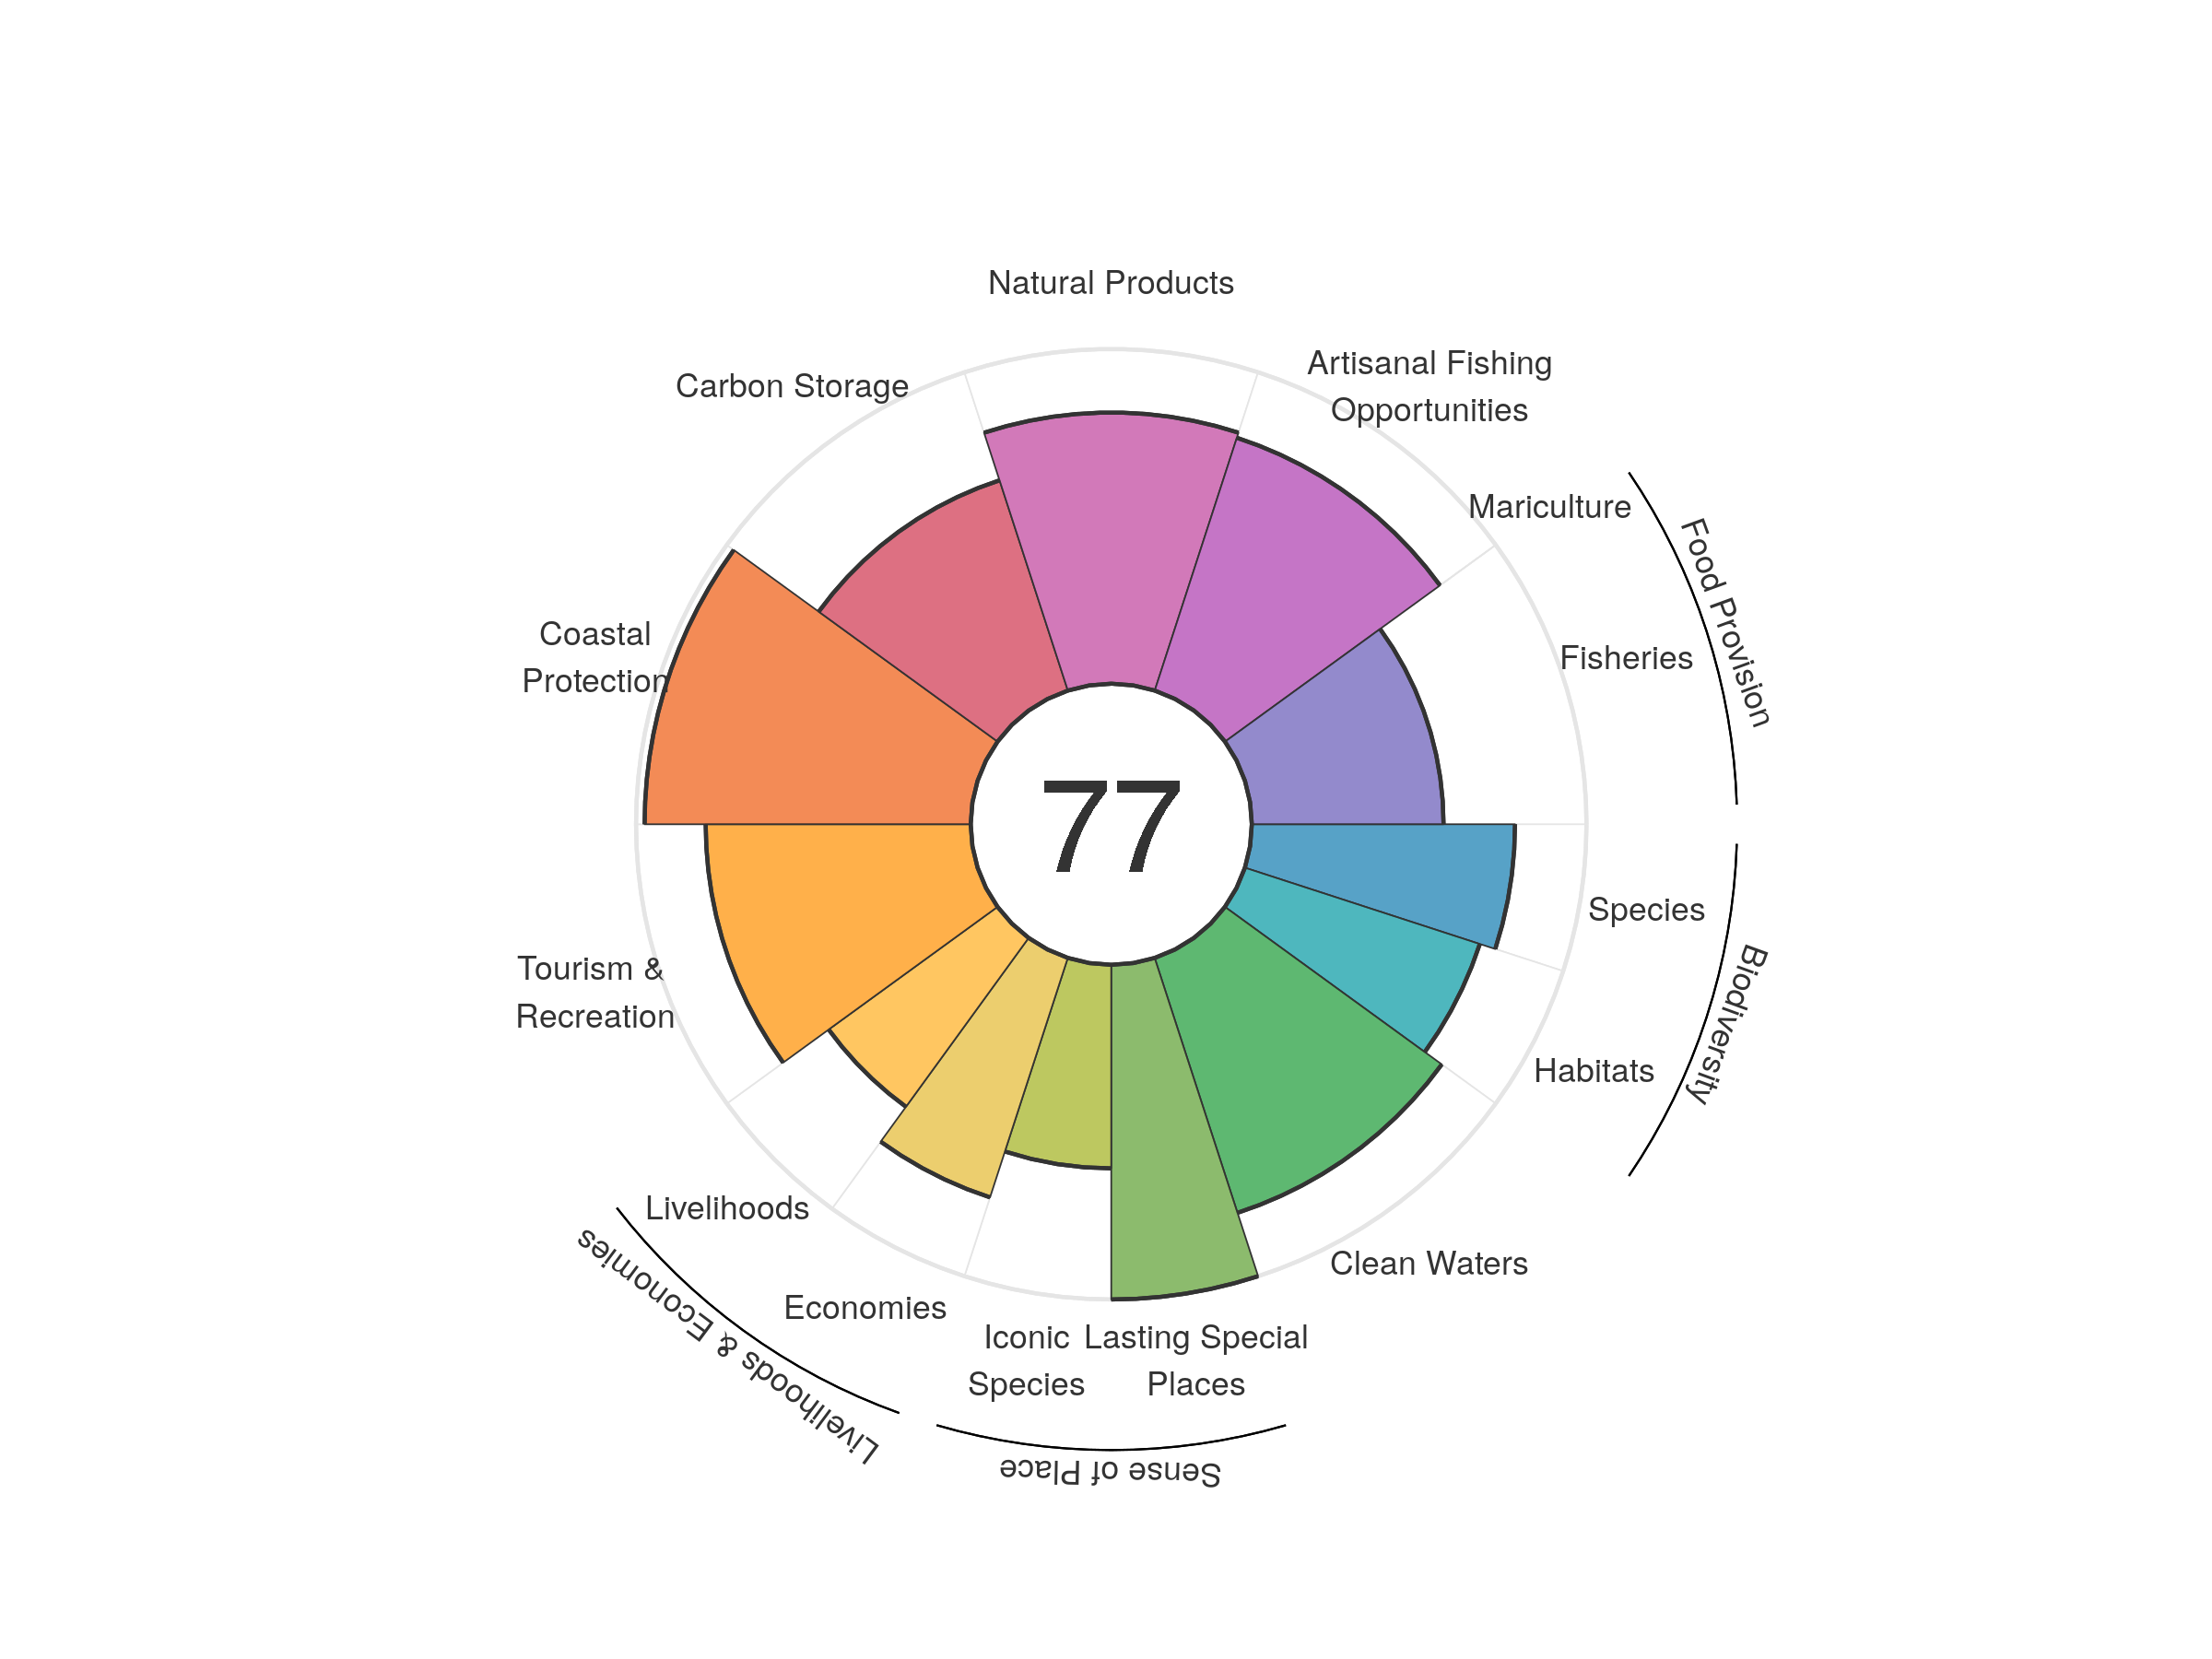 Natural Products
Artisanal Fishing
Opportunities
Carbon Storage
Mariculture
Food Provision
Fisheries
Coastal
Protection
77
Species
Biodiversity
Tourism &
Recreation
Habitats
Livelihoods
Livelihoods & Economies
Clean Waters
Economies
Iconic
Species
Lasting Special
Places
Sense of Place